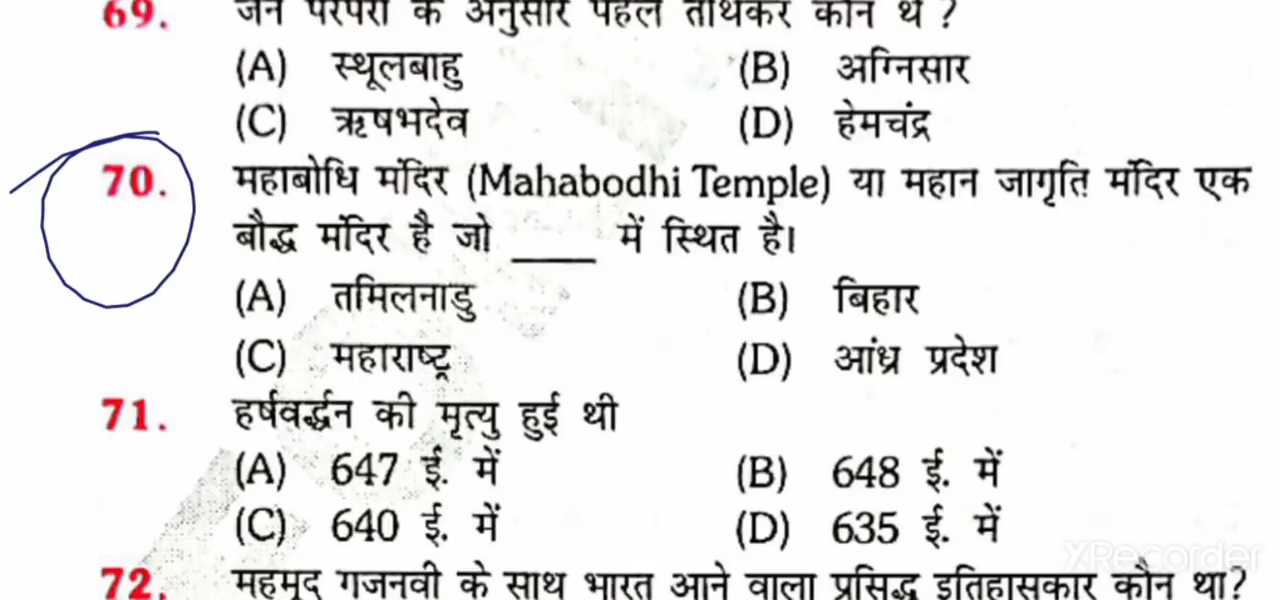 69. जैन परंपरा के अनुसार पहले तीर्थंकर कौन थे ?
(A) स्थूलबाहु (B) अग्निसार
(C) ऋषभदेव (D) हेमचंद्र
70. महाबोधि मंदिर (Mahabodhi Temple) या महान जागृति मंदिर एक
बौद्ध मंदिर है जो ____ में स्थित है।
(A) तमिलनाडु (B) बिहार
(C) महाराष्ट्र (D) आंध्र प्रदेश
71. हर्षवर्द्धन की मृत्यु हुई थी
(A) 647 ई. में (B) 648 ई. में
(C) 640 ई. में (D) 635 ई. में
72. महमूद गजनवी के साथ भारत आने वाला प्रसिद्ध इतिहासकार कौन था?
XRecorder